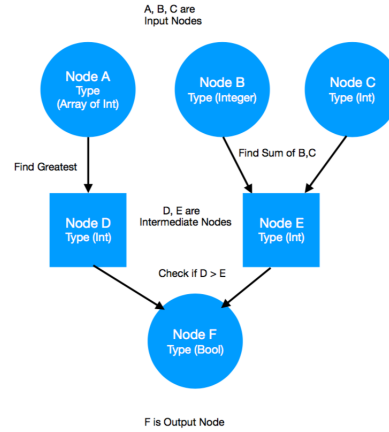 A, B, C are
Input Nodes
Node A
Type
(Array of Int)
Node B
Type (Integer)
Node C
Type (Int)
Find Greatest
Find Sum of B,C
Node D
Type (Int)
D, E are
Intermediate Nodes
Node E
Type (Int)
Check if D > E
Node F
Type (Bool)
F is Output Node